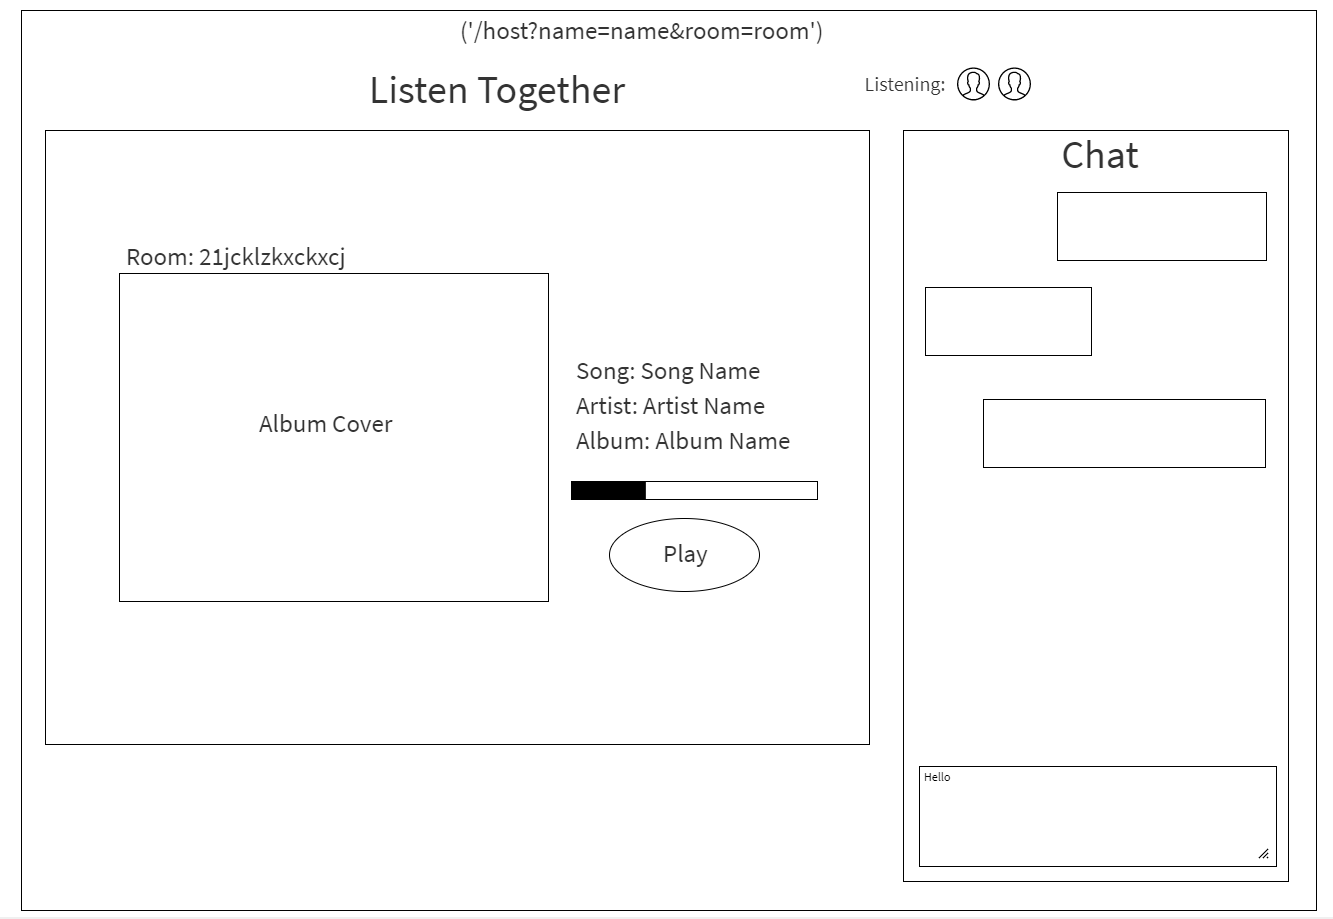 ('/host?name=name&room=room')
Listen Together
Listening:
Chat
Room: 21jcklzkxckxcj
Album Cover
Song: Song Name
Artist: Artist Name
Album: Album Name
Play
Hello